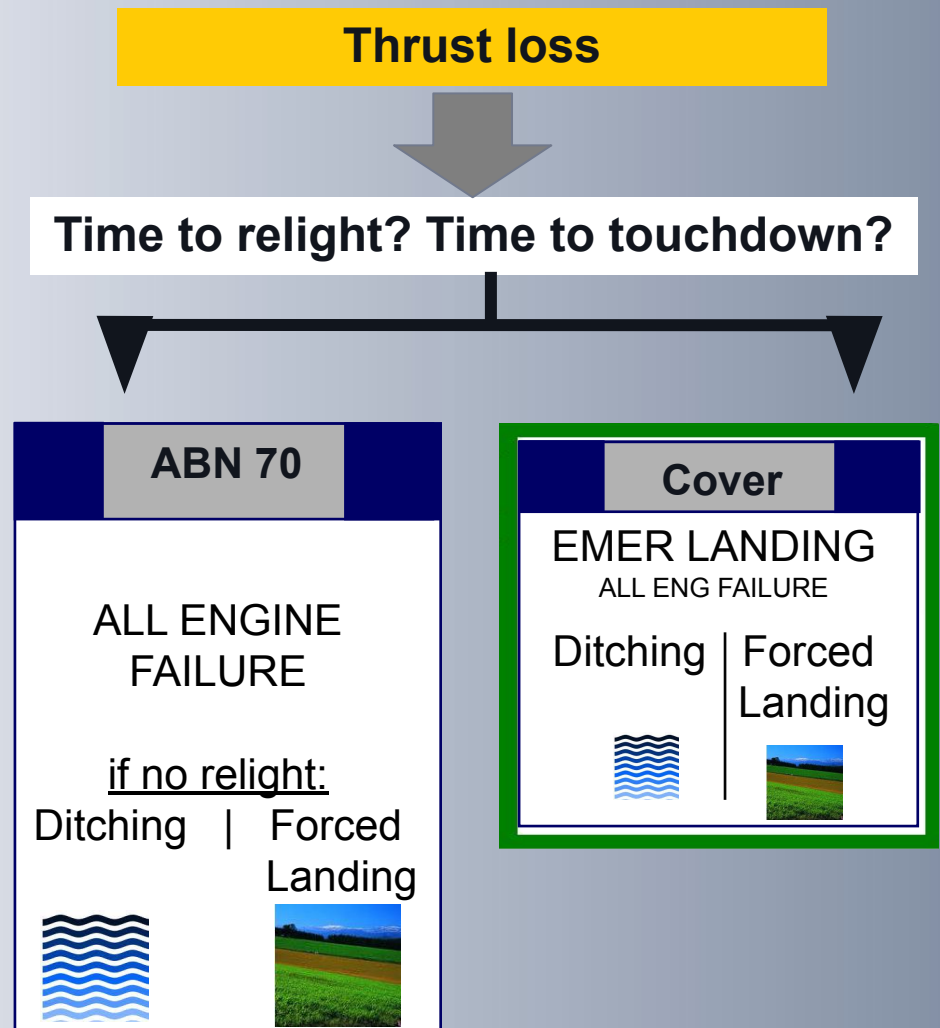 Thrust loss
Time to relight? Time to touchdown?
ABN 70
ALL ENGINE
FAILURE
if no relight:
Ditching | Forced
Landing
Cover
EMER LANDING
ALL ENG FAILURE
Ditching | Forced
Landing